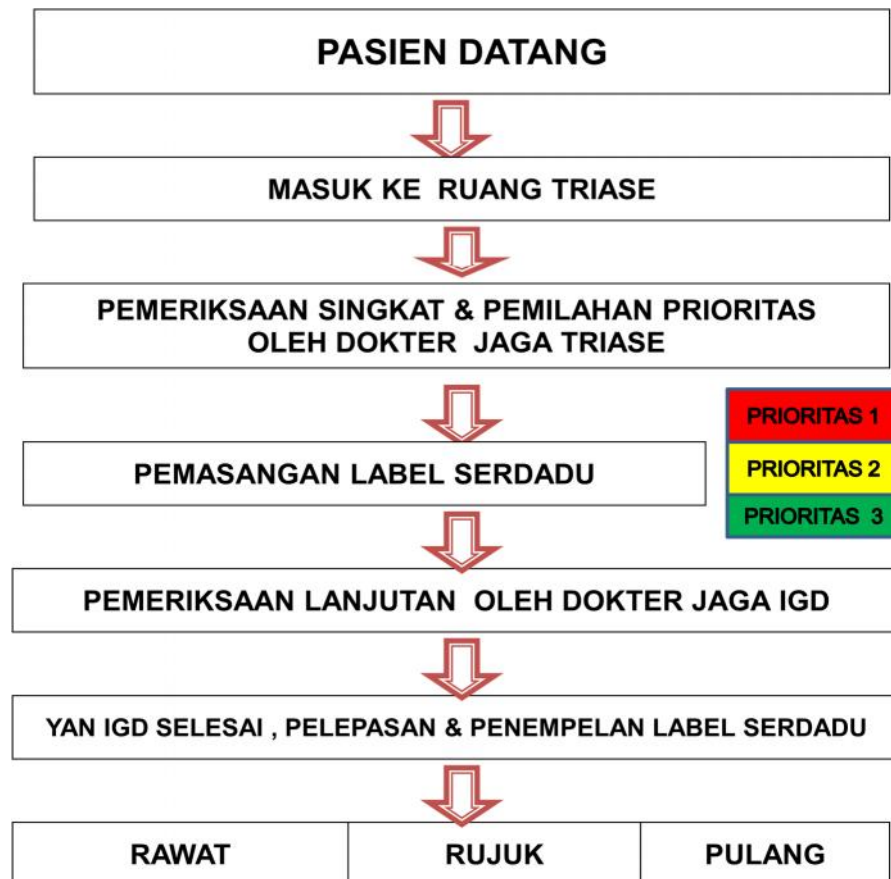 PASIEN DATANG
MASUK KE RUANG TRIASE
PEMERIKSAAN SINGKAT & PEMILAHAN PRIORITAS
OLEH DOKTER JAGA TRIASE
PRIORITAS 1
PEMASANGAN LABEL SERDADU
PRIORITAS 2
PRIORITAS 3
PEMERIKSAAN LANJUTAN OLEH DOKTER JAGA IGD
YAN IGD SELESAI , PELEPASAN & PENEMPELAN LABEL SERDADU
RAWAT
RUJUK
PULANG